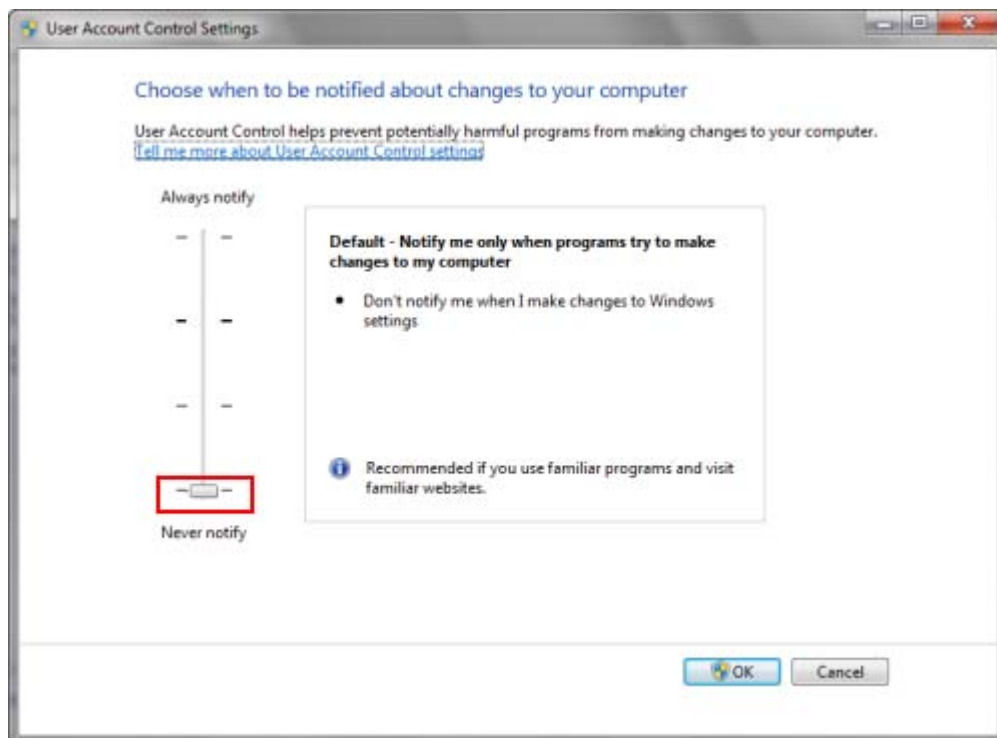 User Account Control Settings
Choose when to be notified about changes to your computer
User Account Control helps prevent potentially harmful programs from making changes to your computer.
Tell me more about User Account Control settings
Always notify
Default - Notify me only when programs try to make
changes to my computer
• Don't notify me when I make changes to Windows
settings
Recommended if you use familiar programs and visit
familiar websites.
Never notify
OK
Cancel